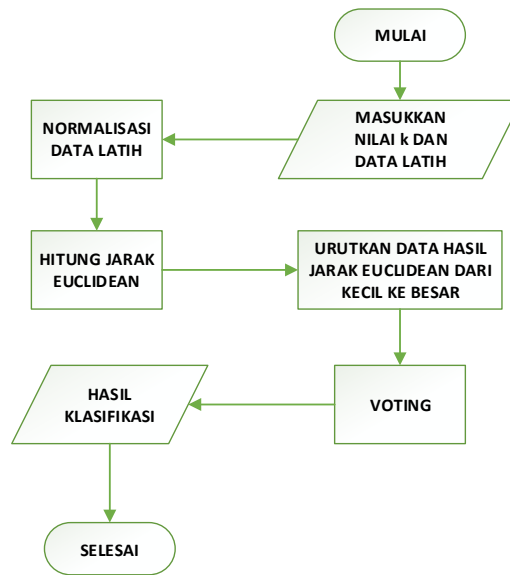 MULAI
MASUKKAN
NILAI k DAN
DATA LATIH
NORMALISASI
DATA LATIH
HITUNG JARAK
EUCLIDEAN
URUTKAN DATA HASIL
JARAK EUCLIDEAN DARI
KECIL KE BESAR
VOTING
HASIL
KLASIFIKASI
SELESAI